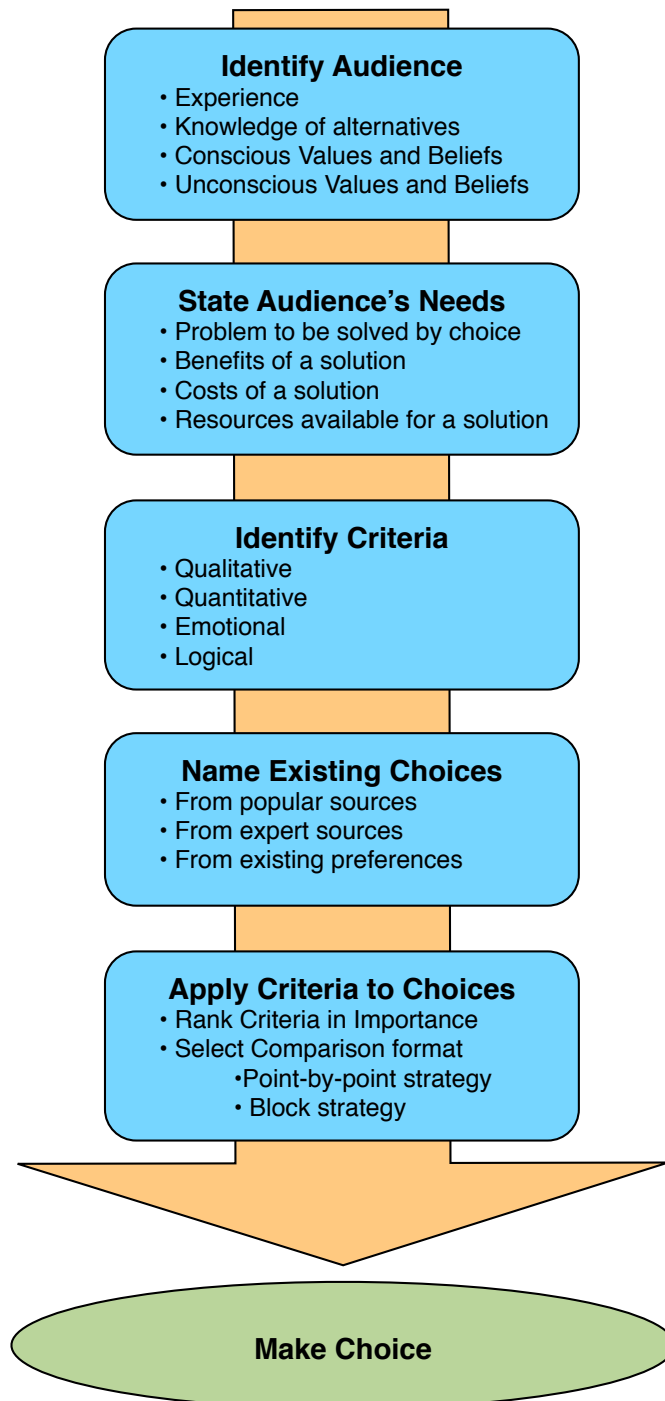 Identify Audience
• Experience
• Knowledge of alternatives
• Conscious Values and Beliefs
• Unconscious Values and Beliefs
State Audience's Needs
• Problem to be solved by choice
• Benefits of a solution
• Costs of a solution
• Resources available for a solution
Identify Criteria
• Qualitative
• Quantitative
• Emotional
• Logical
Name Existing Choices
• From popular sources
• From expert sources
• From existing preferences
Apply Criteria to Choices
• Rank Criteria in Importance
• Select Comparison format
•Point-by-point strategy
• Block strategy
Make Choice